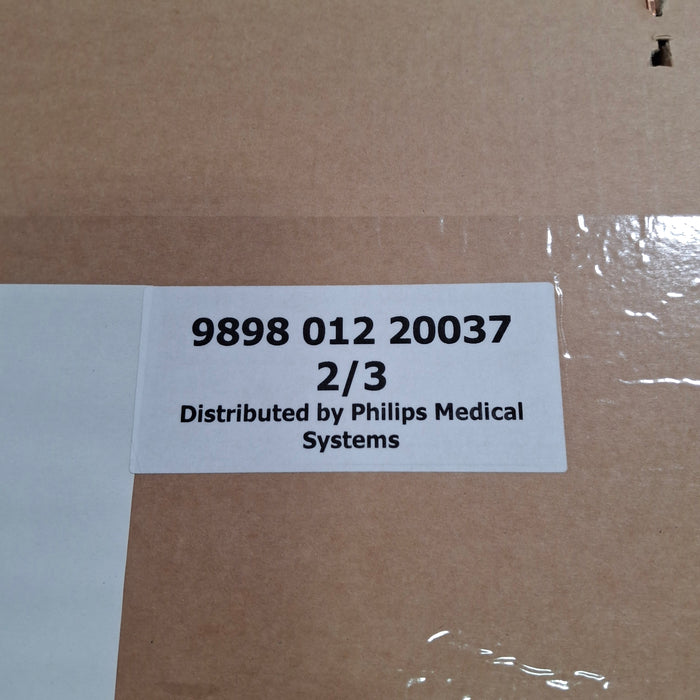 9898 012 20037
2/3
Distributed by Philips Medical
Systems